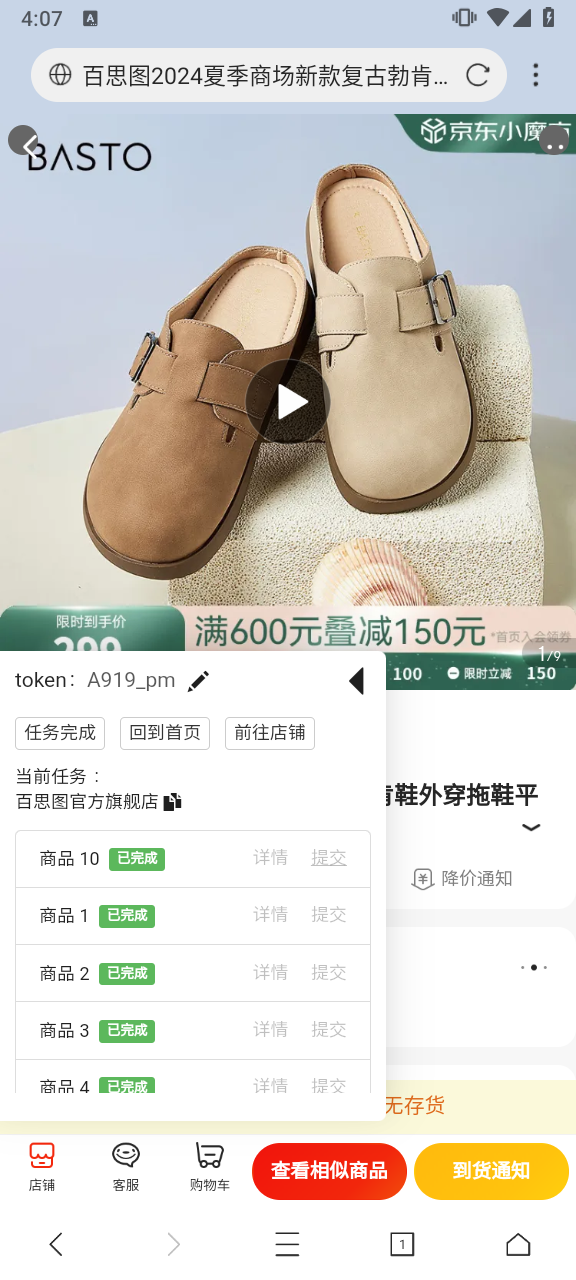 4:07
A
百思图2024夏季商场新款复古勃肯...
BASTO
京东小魔方
限时到手价
满600元叠减150元
*首页入会领券
1/9
100
限时立减 150
token： A919_pm
任务完成 回到首页 前往店铺
当前任务：
百思图官方旗舰店
肯鞋外穿拖鞋平
降价通知
商品 10 已完成 详情 提交
商品 1 已完成 详情 提交
商品 2 已完成 详情 提交
商品 3 已完成 详情 提交
商品 4 已完成 详情 提交
无存货
店铺 客服 购物车 查看相似商品 到货通知
1